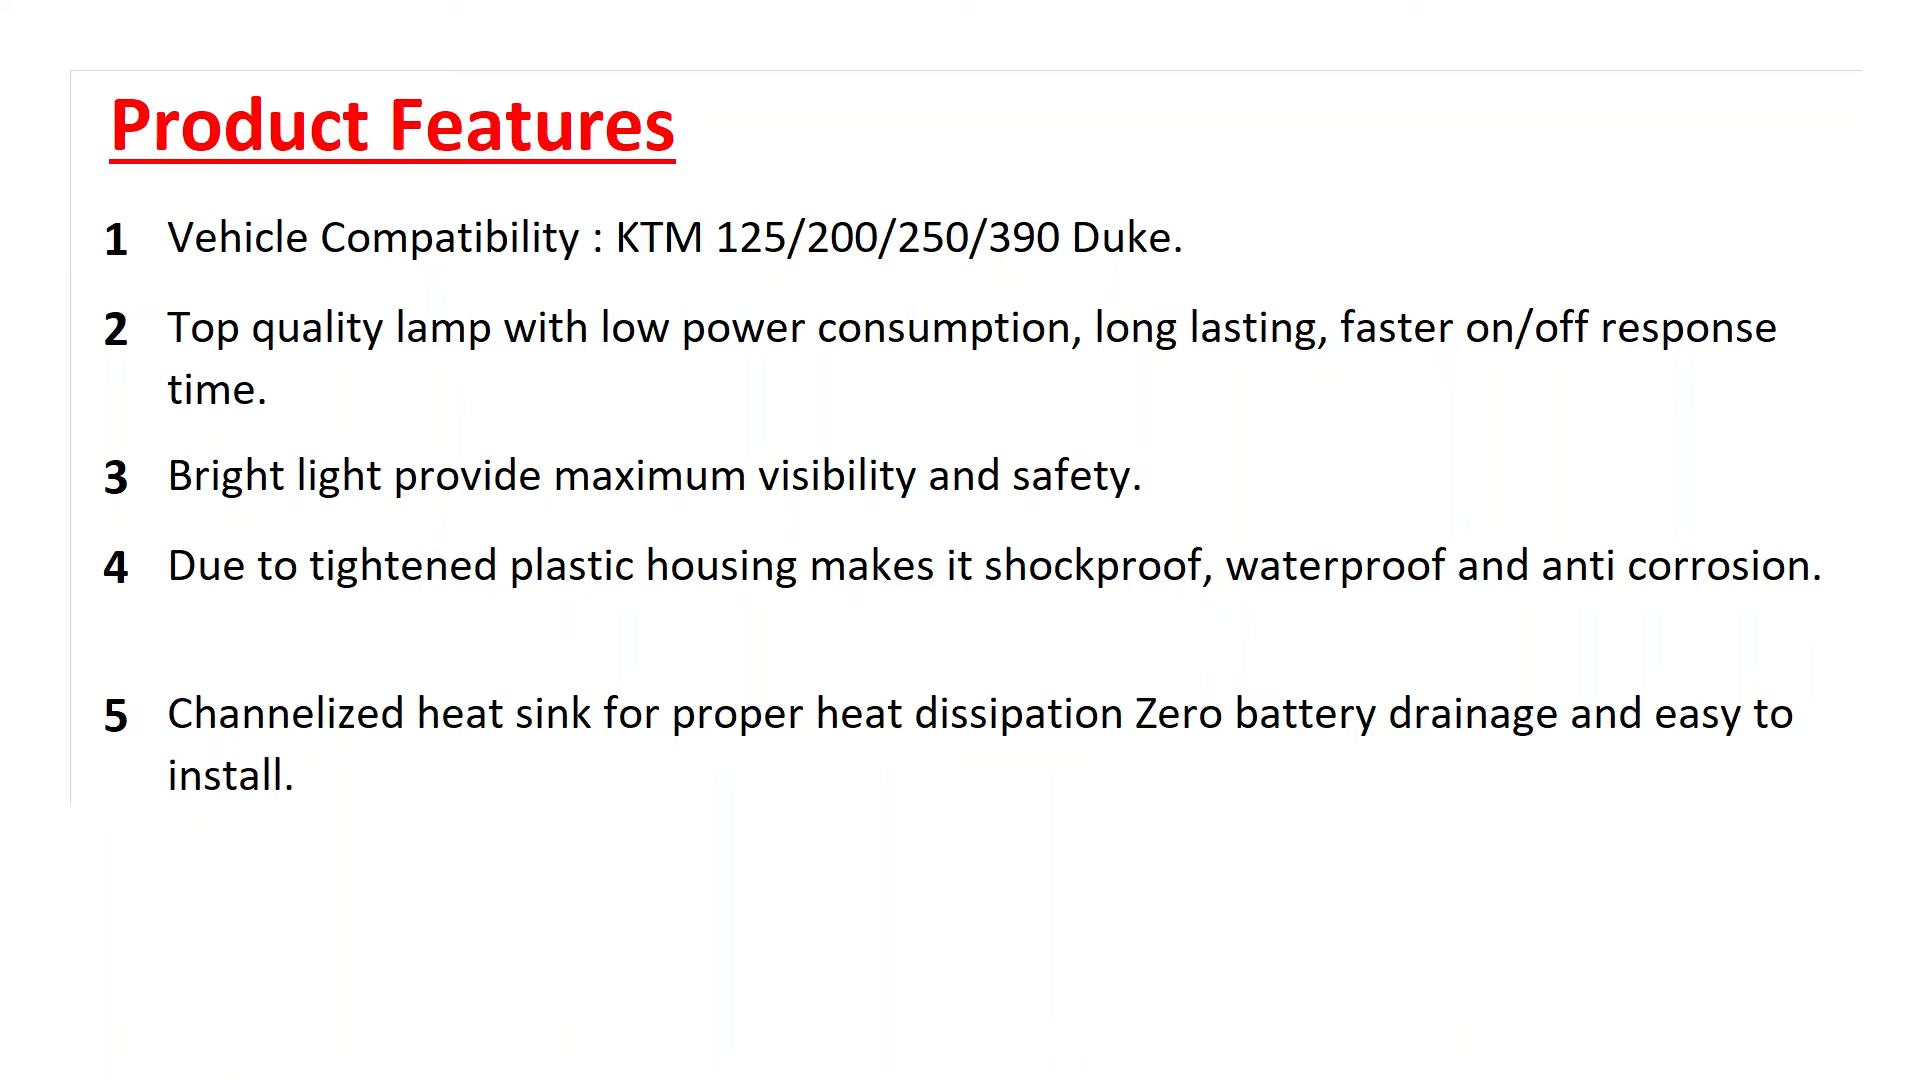 Product Features
1 Vehicle Compatibility : KTM 125/200/250/390 Duke.
2 Top quality lamp with low power consumption, long lasting, faster on/off response
time.
3 Bright light provide maximum visibility and safety.
4 Due to tightened plastic housing makes it shockproof, waterproof and anti corrosion.
5 Channelized heat sink for proper heat dissipation Zero battery drainage and easy to
install.